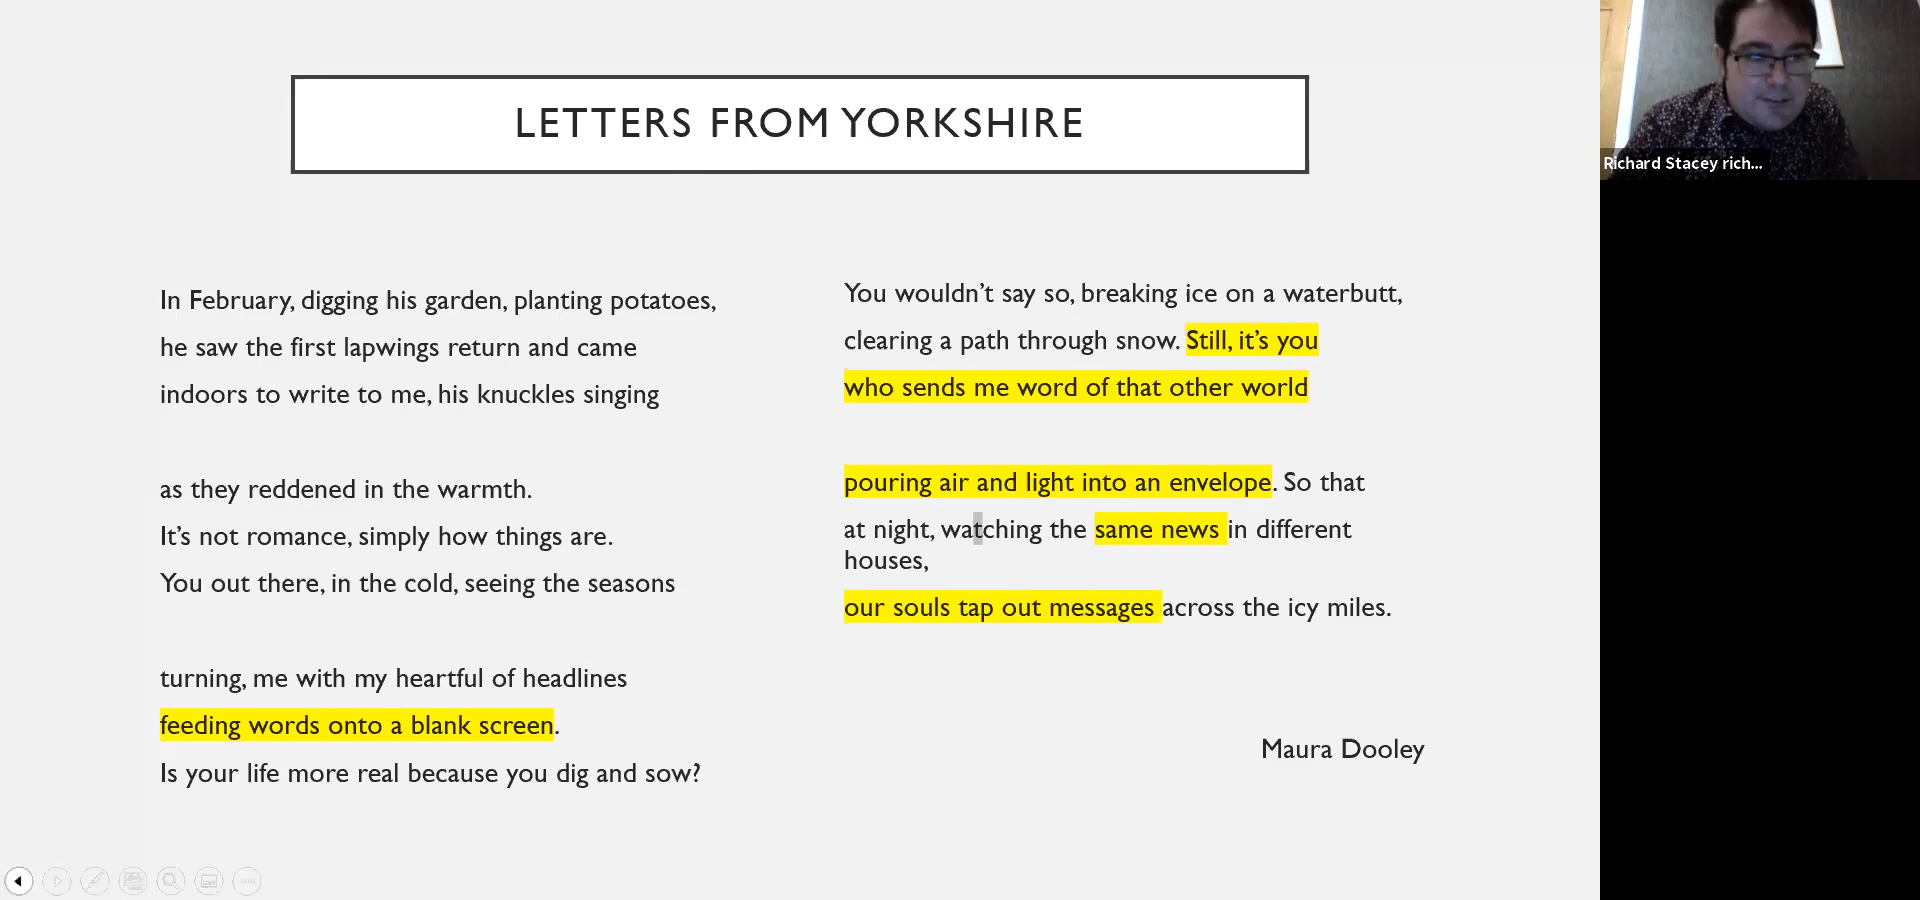 LETTERS FROM YORKSHIRE
In February, digging his garden, planting potatoes,
he saw the first lapwings return and came
indoors to write to me, his knuckles singing
as they reddened in the warmth.
It’s not romance, simply how things are.
You out there, in the cold, seeing the seasons
turning, me with my heartful of headlines
feeding words onto a blank screen.
Is your life more real because you dig and sow?
You wouldn’t say so, breaking ice on a waterbutt,
clearing a path through snow. Still, it’s you
who sends me word of that other world
pouring air and light into an envelope. So that
at night, watching the same news in different
houses,
our souls tap out messages across the icy miles.
Maura Dooley
Richard Stacey rich...